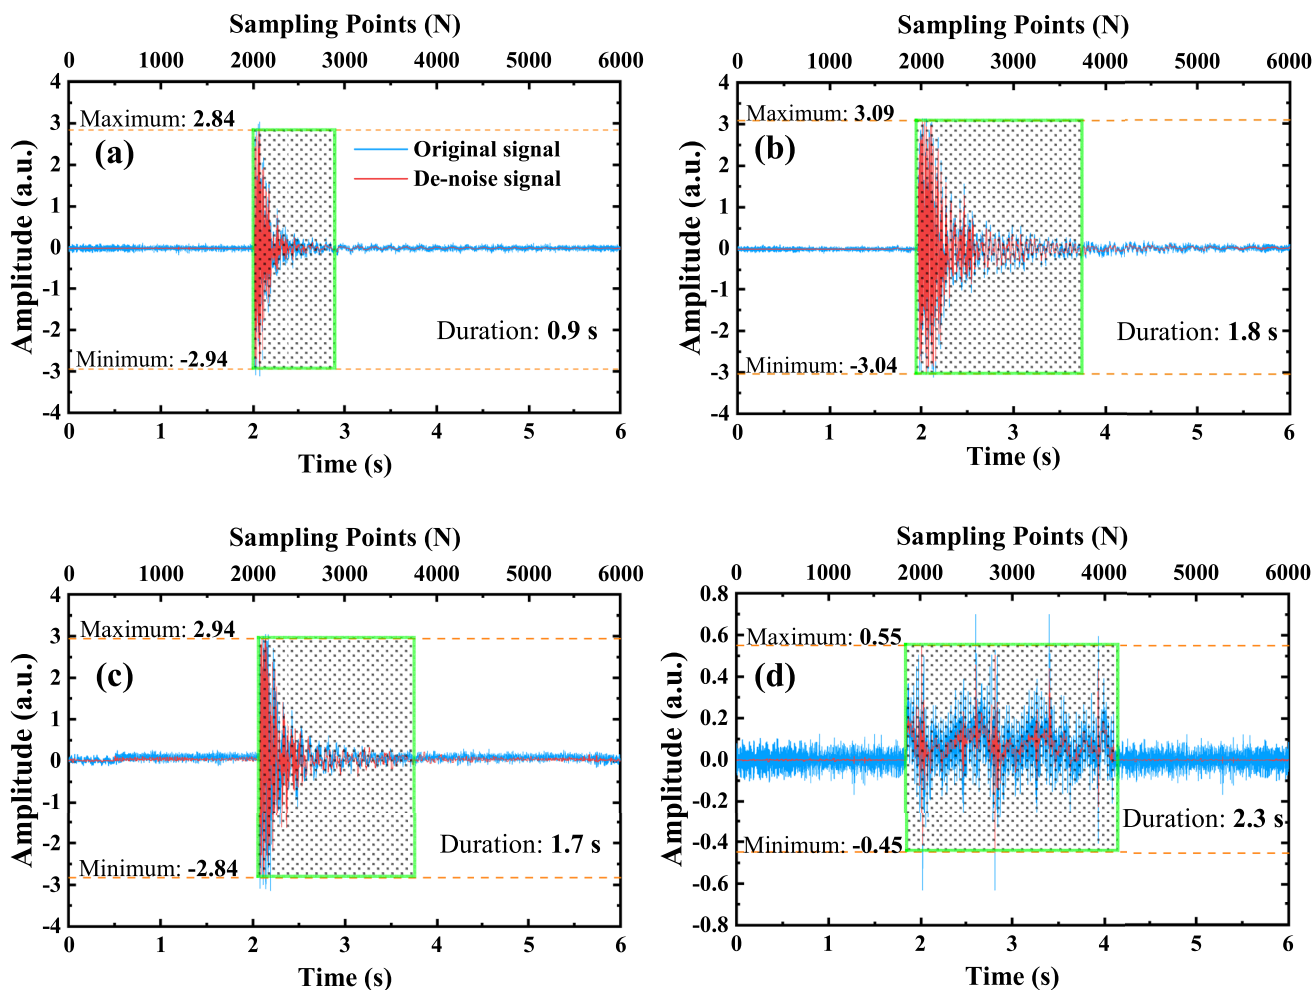 Sampling Points (N)
0 1000 2000 3000 4000 5000 6000
4
3
2
1
0
-1
-2
-3
-4
Amplitude (a.u.)
Maximum: 2.84
(a)
Original signal
De-noise signal
Duration: 0.9 s
Minimum: -2.94
0 1 2 3 4 5 6
Time (s)
Sampling Points (N)
0 1000 2000 3000 4000 5000 6000
4
3
2
1
0
-1
-2
-3
-4
Amplitude (a.u.)
Maximum: 3.09
(b)
Duration: 1.8 s
Minimum: -3.04
0 1 2 3 4 5 6
Time (s)
Sampling Points (N)
0 1000 2000 3000 4000 5000 6000
4
3
2
1
0
-1
-2
-3
-4
Amplitude (a.u.)
Maximum: 2.94
(c)
Duration: 1.7 s
Minimum: -2.84
0 1 2 3 4 5 6
Time (s)
Sampling Points (N)
0 1000 2000 3000 4000 5000 6000
0.8
0.6
0.4
0.2
0.0
-0.2
-0.4
-0.6
-0.8
Amplitude (a.u.)
Maximum: 0.55
(d)
Duration: 2.3 s
Minimum: -0.45
0 1 2 3 4 5 6
Time (s)